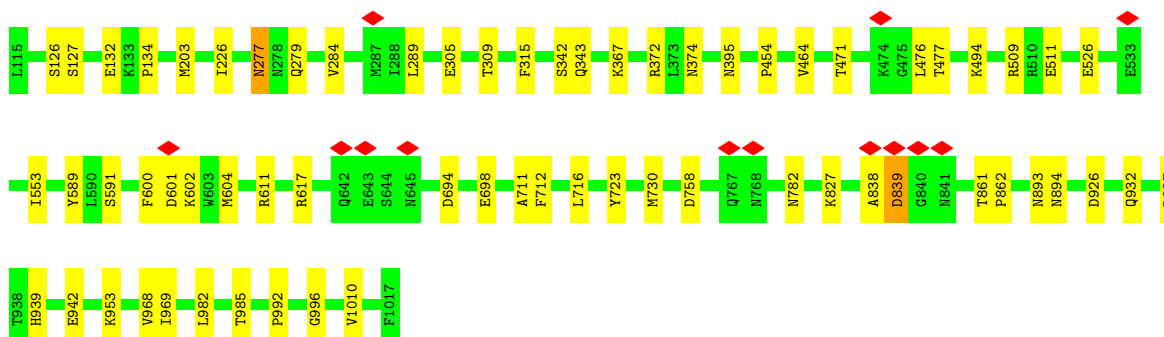 L115 S126 S127 E132 K133 P134 M203 I226 N277 N278 Q279 V284 M287 I288 L289 E305 T309 F315 S342 Q343 K367 R372 L373 N374 N395 P454 V464 T471 K474 G475 L476 T477 K494 R509 R510 E511 E526 E533
I553 Y589 L590 S591 F600 D601 K602 W603 M604 R611 R617 Q642 E643 S644 N645 D694 E698 A711 F712 L716 Y723 M730 D758 Q767 N768 N782 K827 A838 D839 G840 N841 T861 P862 N893 N894 D926 Q932
T938 H939 E942 K953 V968 I969 L982 T985 P992 G996 V1010 F1017